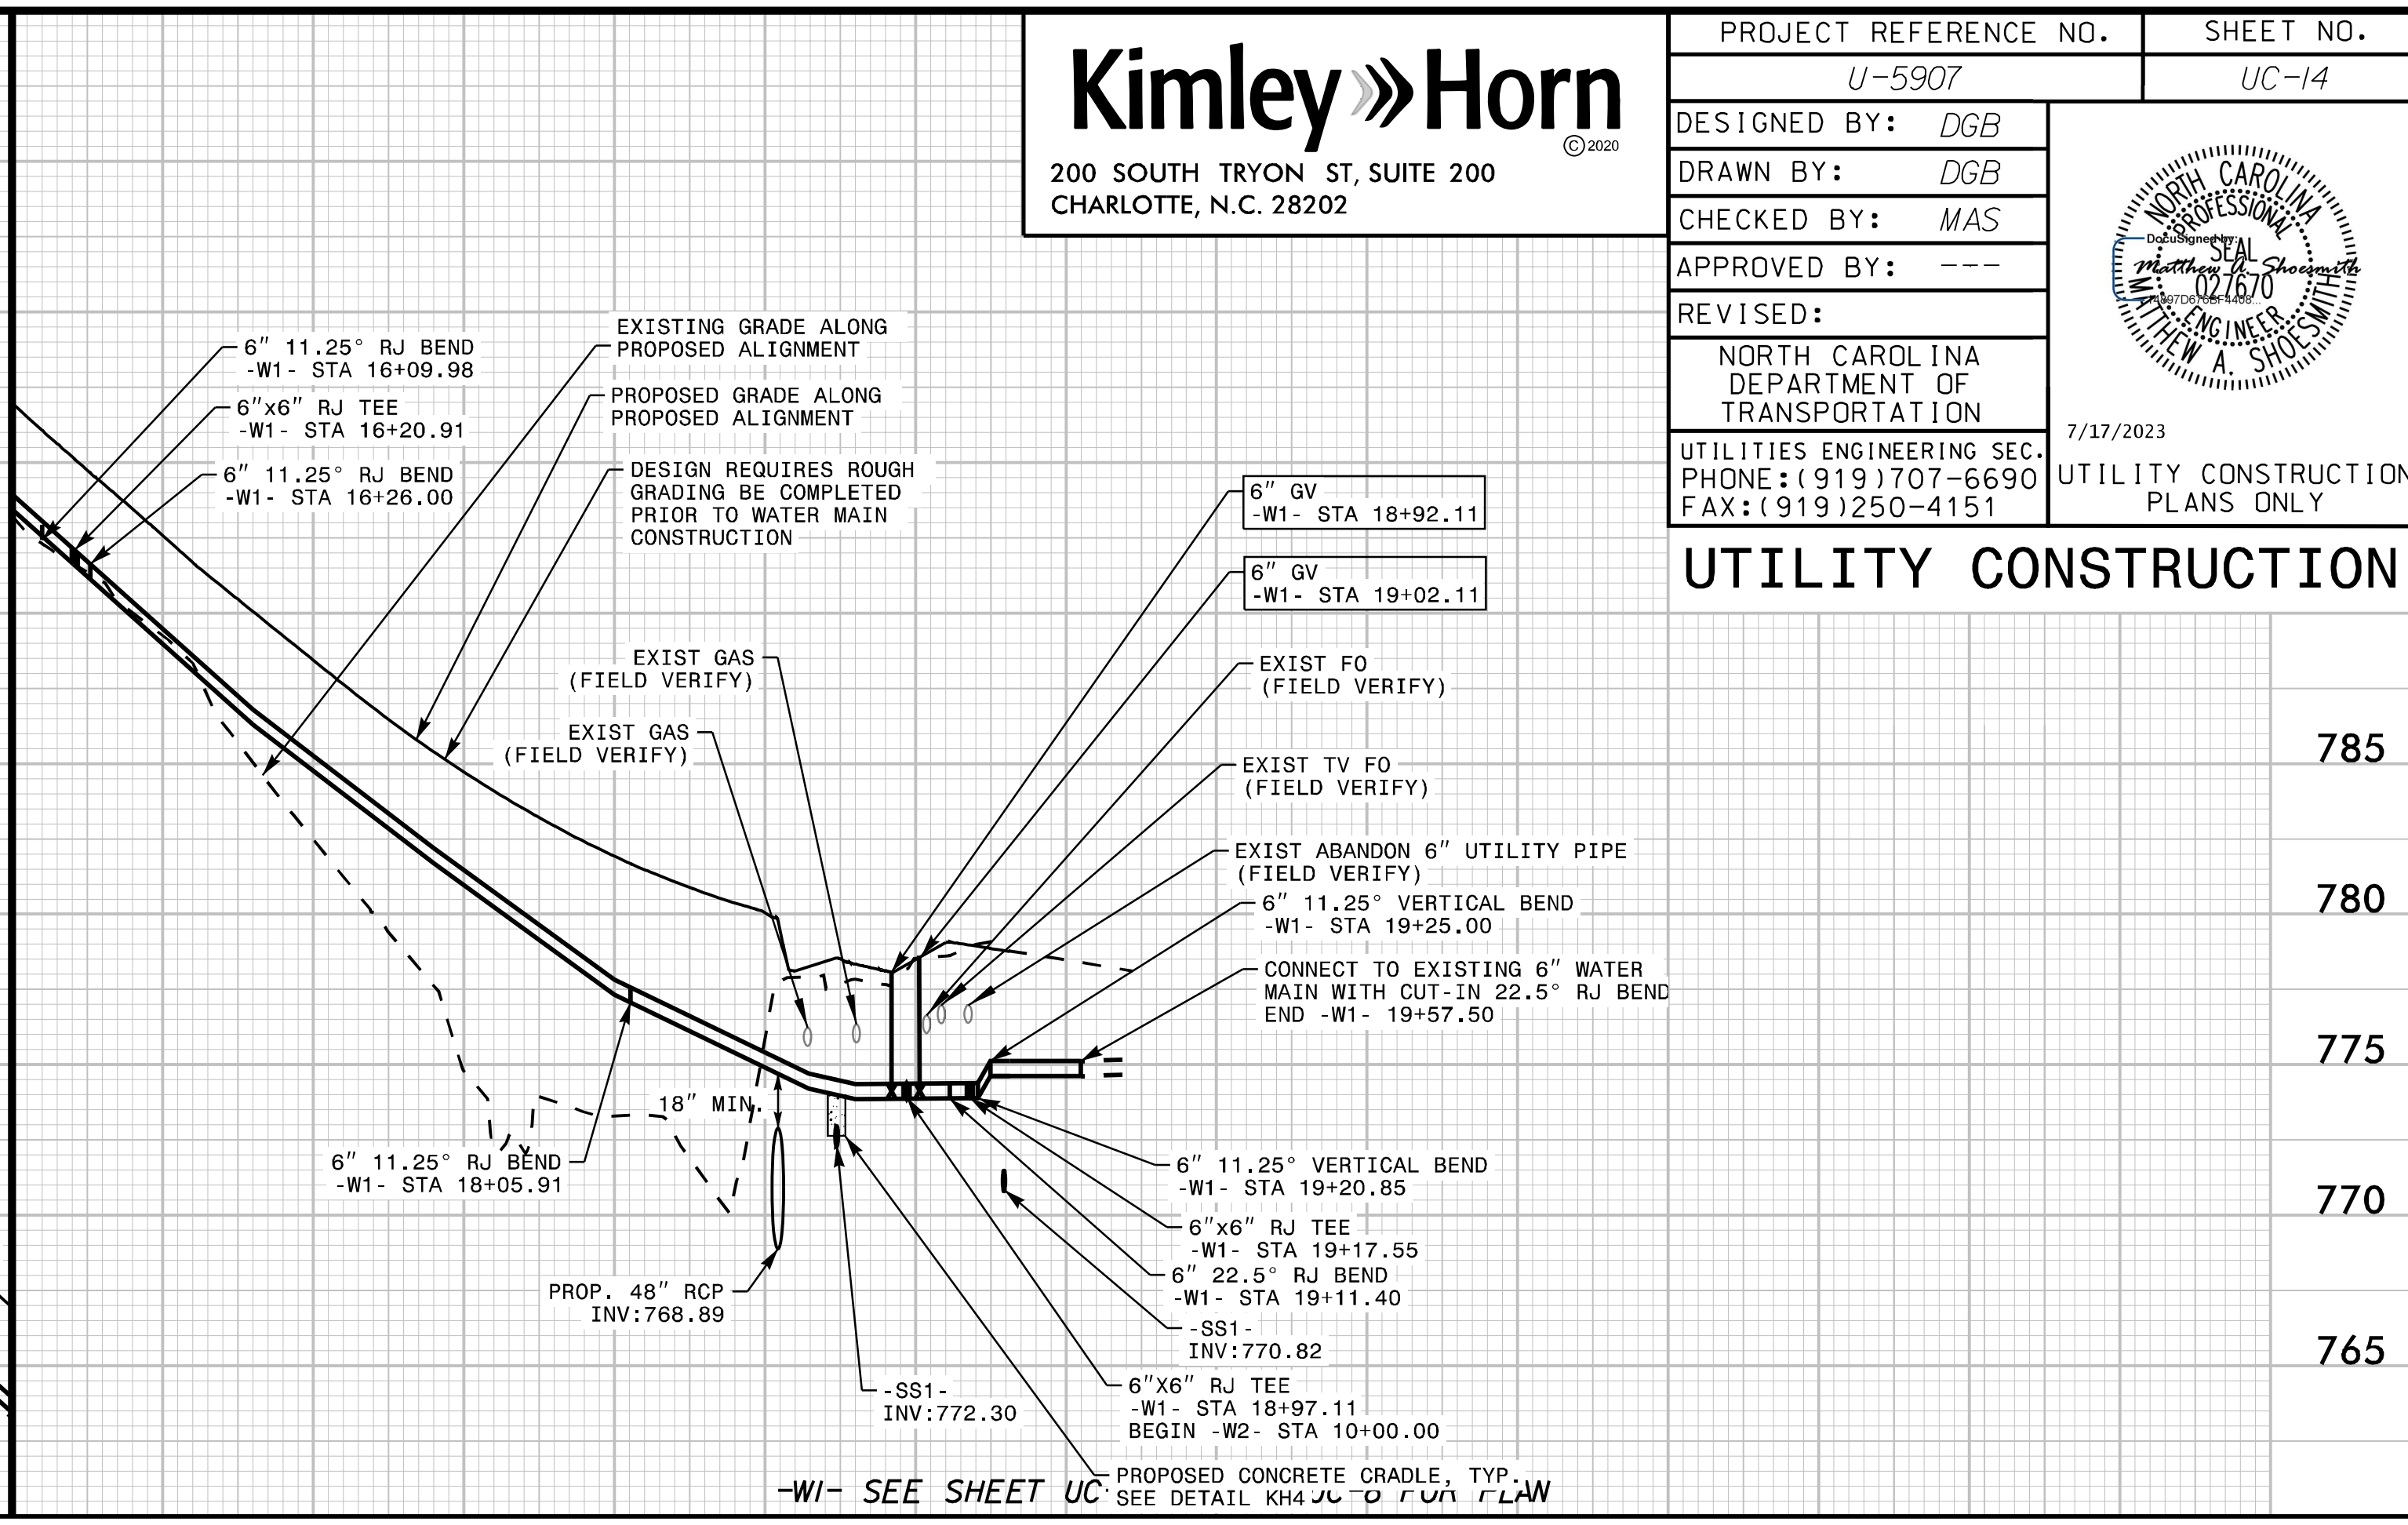 Kimley Horn
© 2020
200 SOUTH TRYON ST, SUITE 200
CHARLOTTE, N.C. 28202
PROJECT REFERENCE NO.
SHEET NO.
U-5907
UC-14
DESIGNED BY: DGB
DRAWN BY: DGB
CHECKED BY: MAS
APPROVED BY: ---
REVISED:
NORTH CAROLINA
DEPARTMENT OF
TRANSPORTATION
UTILITIES ENGINEERING SEC.
PHONE:(919)707-6690
FAX:(919)250-4151
NORTH CAROLINA
PROFESSIONAL
DocuSigned by:
SEAL
Matthew A. Shoesmith
027670
ENGINEER
MATTHEW A. SHOESMITH
7/17/2023
UTILITY CONSTRUCTION
PLANS ONLY
UTILITY CONSTRUCTION
6" 11.25° RJ BEND
-W1- STA 16+09.98
6"x6" RJ TEE
-W1- STA 16+20.91
6" 11.25° RJ BEND
-W1- STA 16+26.00
EXISTING GRADE ALONG
PROPOSED ALIGNMENT
PROPOSED GRADE ALONG
PROPOSED ALIGNMENT
DESIGN REQUIRES ROUGH
GRADING BE COMPLETED
PRIOR TO WATER MAIN
CONSTRUCTION
6" GV
-W1- STA 18+92.11
6" GV
-W1- STA 19+02.11
EXIST GAS
(FIELD VERIFY)
EXIST GAS
(FIELD VERIFY)
EXIST FO
(FIELD VERIFY)
EXIST TV FO
(FIELD VERIFY)
EXIST ABANDON 6" UTILITY PIPE
(FIELD VERIFY)
6" 11.25° VERTICAL BEND
-W1- STA 19+25.00
CONNECT TO EXISTING 6" WATER
MAIN WITH CUT-IN 22.5° RJ BEND
END -W1- 19+57.50
785
780
775
770
765
18" MIN.
6" 11.25° RJ BEND
-W1- STA 18+05.91
6" 11.25° VERTICAL BEND
-W1- STA 19+20.85
6"x6" RJ TEE
-W1- STA 19+17.55
6" 22.5° RJ BEND
-W1- STA 19+11.40
-SS1-
INV:770.82
PROP. 48" RCP
INV:768.89
-SS1-
INV:772.30
6"X6" RJ TEE
-W1- STA 18+97.11
BEGIN -W2- STA 10+00.00
PROPOSED CONCRETE CRADLE, TYP.
SEE DETAIL KH4
-W1- SEE SHEET UC FOR PLAN